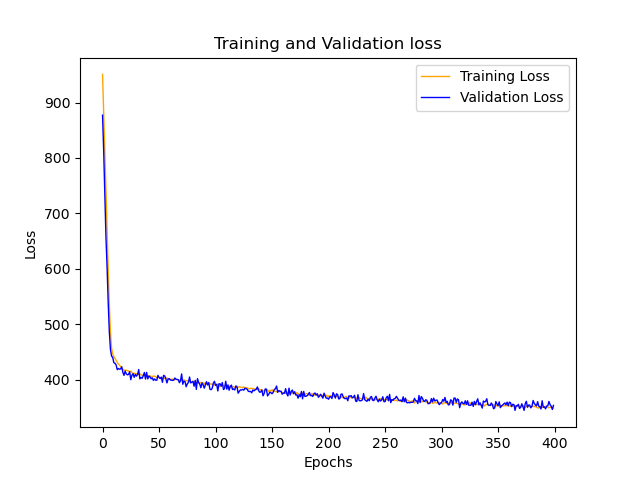 Training and Validation loss
Training Loss
Validation Loss
900
800
700
600
500
400
Loss
0 50 100 150 200 250 300 350 400
Epochs